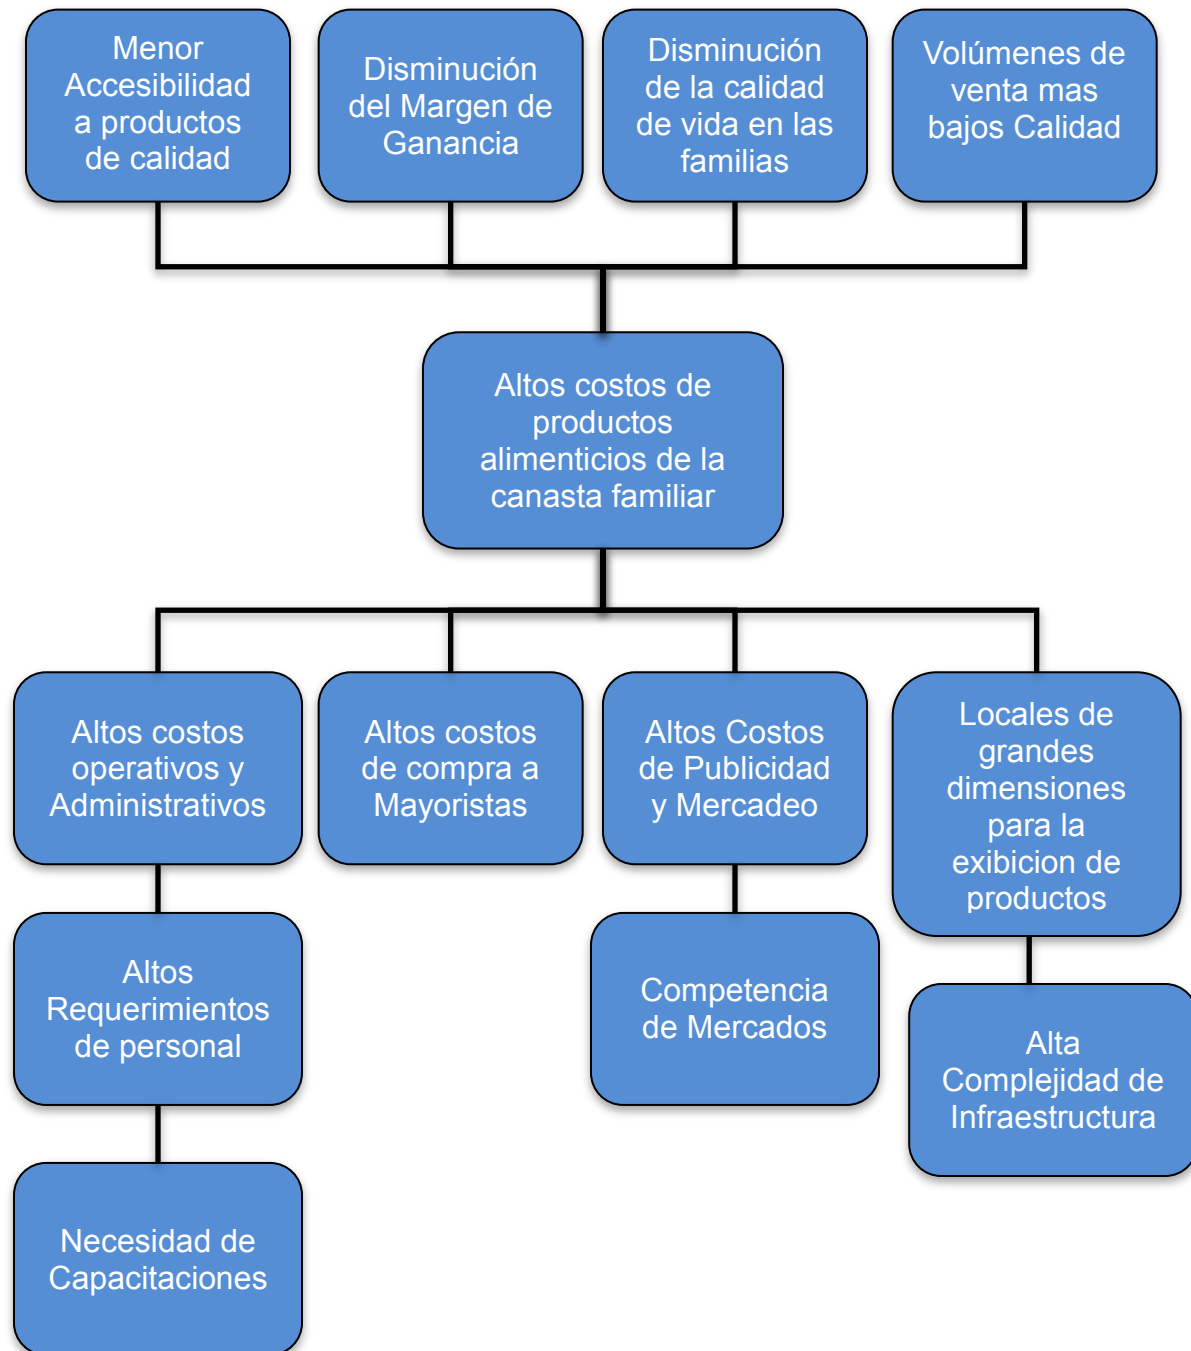 Menor
Accesibilidad
a productos
de calidad
Disminución
del Margen de
Ganancia
Disminución
de la calidad
de vida en las
familias
Volúmenes de
venta mas
bajos Calidad
Altos costos de
productos
alimenticios de la
canasta familiar
Altos costos
operativos y
Administrativos
Altos costos
de compra a
Mayoristas
Altos Costos
de Publicidad
y Mercadeo
Locales de
grandes
dimensiones
para la
exibicion de
productos
Altos
Requerimientos
de personal
Competencia
de Mercados
Alta
Complejidad de
Infraestructura
Necesidad de
Capacitaciones